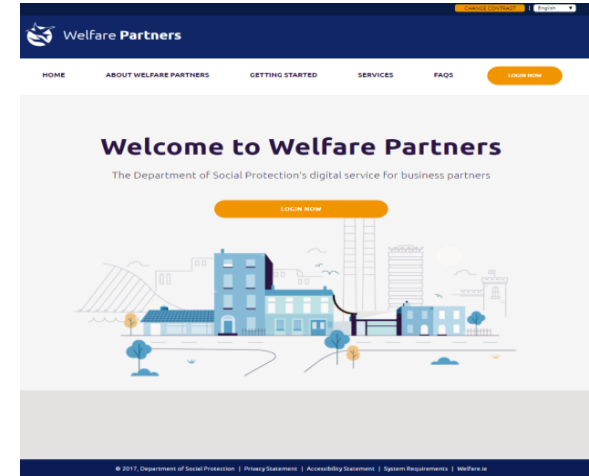 CHANGE CONTRAST | English
Welfare Partners
HOME ABOUT WELFARE PARTNERS GETTING STARTED SERVICES FAQS LOGIN NOW
Welcome to Welfare Partners
The Department of Social Protection's digital service for business partners
LOGIN NOW
© 2017, Department of Social Protection | Privacy Statement | Accessibility Statement | System Requirements | Welfare.ie